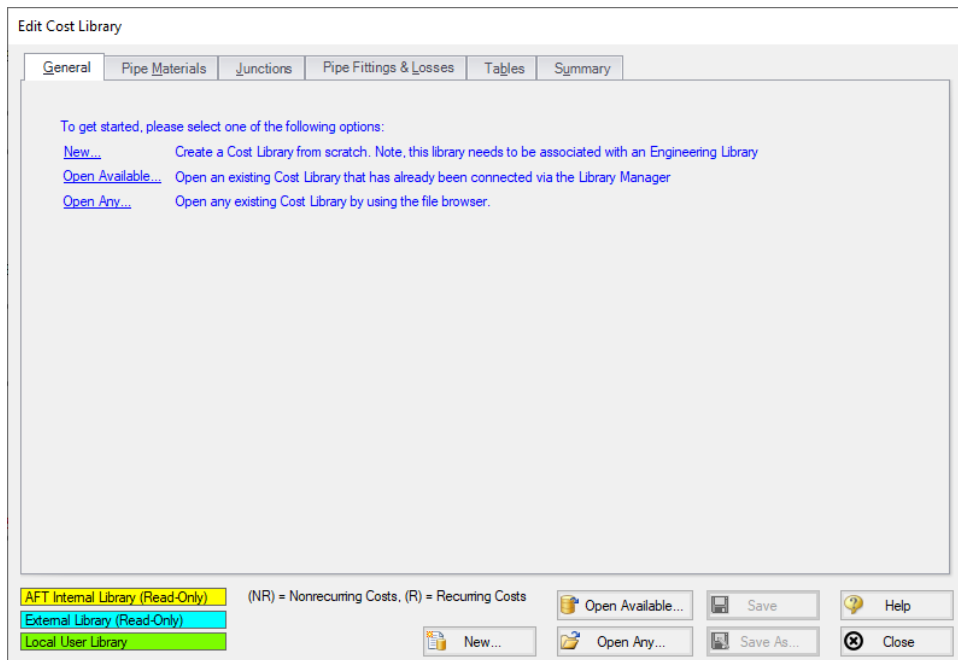 Edit Cost Library
General
Pipe Materials
Junctions
Pipe Fittings & Losses
Tables
Summary
To get started, please select one of the following options:
New... Create a Cost Library from scratch. Note, this library needs to be associated with an Engineering Library
Open Available... Open an existing Cost Library that has already been connected via the Library Manager
Open Any... Open any existing Cost Library by using the file browser.
AFT Internal Library (Read-Only)
External Library (Read-Only)
Local User Library
(NR) = Nonrecurring Costs, (R) = Recurring Costs
Open Available...
Save
Help
New...
Open Any...
Save As...
Close